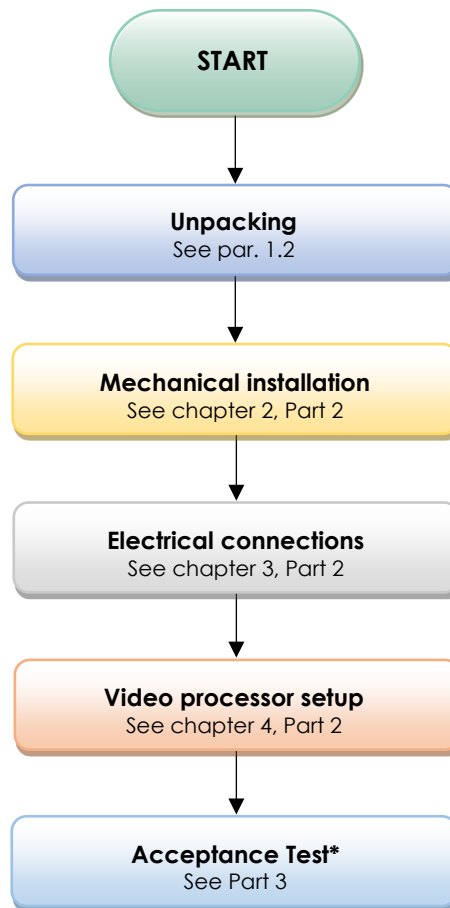 START
Unpacking
See par. 1.2
Mechanical installation
See chapter 2, Part 2
Electrical connections
See chapter 3, Part 2
Video processor setup
See chapter 4, Part 2
Acceptance Test*
See Part 3